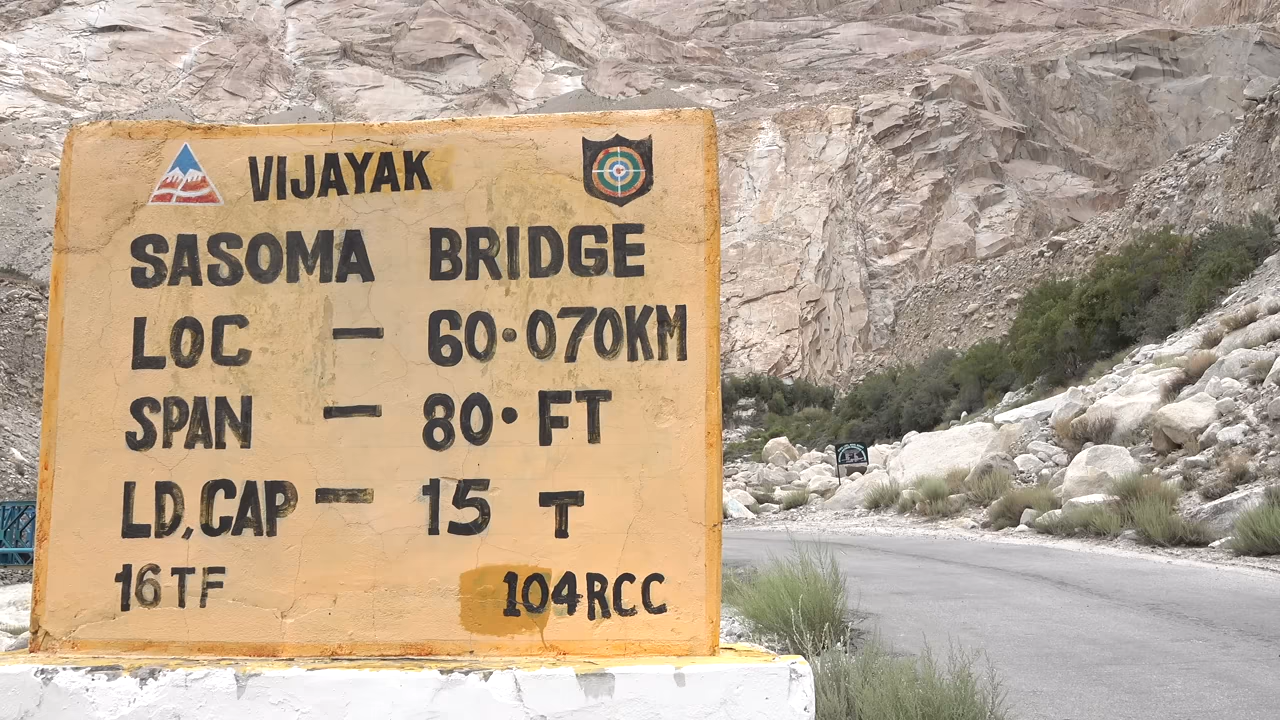 VIJAYAK
SASOMA BRIDGE
LOC — 60·070KM
SPAN — 80· FT
LD,CAP — 15 T
16TF 104RCC